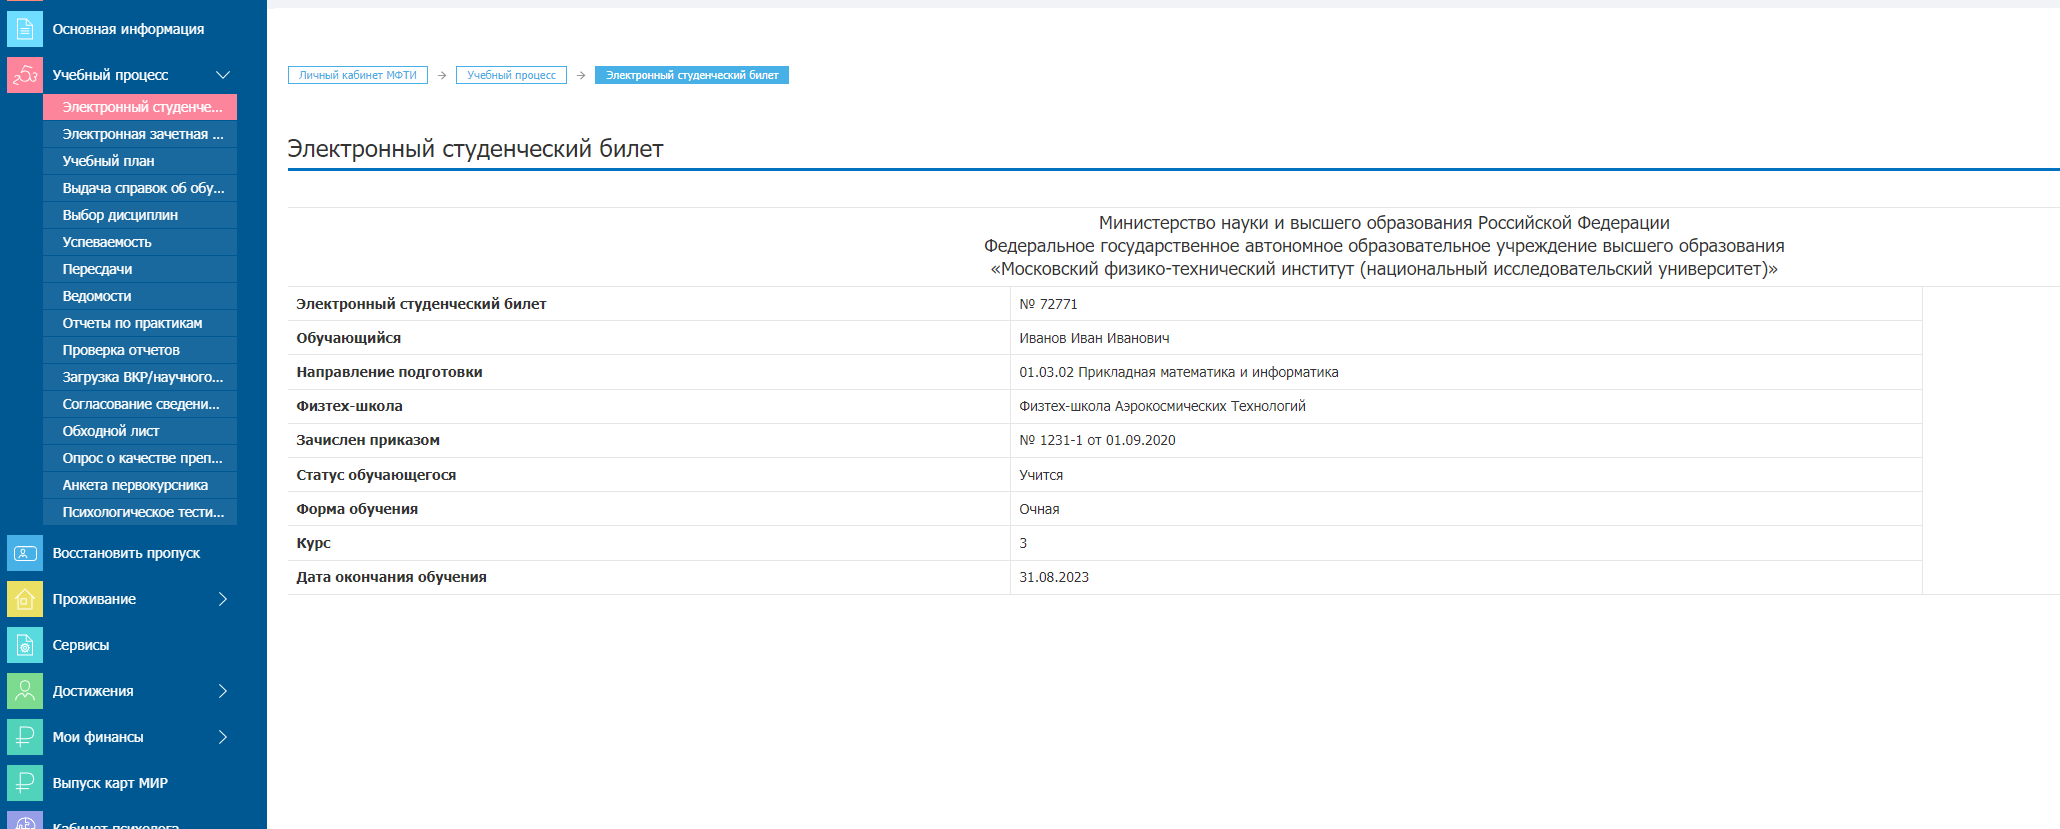 Основная информация
Учебный процесс
Электронный студенче...
Электронная зачетная ...
Учебный план
Выдача справок об обу...
Выбор дисциплин
Успеваемость
Пересдачи
Ведомости
Отчеты по практикам
Проверка отчетов
Загрузка ВКР/научного...
Согласование сведени...
Обходной лист
Опрос о качестве преп...
Анкета первокурсника
Психологическое тести...
Восстановить пропуск
Проживание
Сервисы
Достижения
Мои финансы
Выпуск карт МИР
Кабинет психолога
Личный кабинет МФТИ → Учебный процесс → Электронный студенческий билет
Электронный студенческий билет
Министерство науки и высшего образования Российской Федерации
Федеральное государственное автономное образовательное учреждение высшего образования
«Московский физико-технический институт (национальный исследовательский университет)»
Электронный студенческий билет № 72771
Обучающийся Иванов Иван Иванович
Направление подготовки 01.03.02 Прикладная математика и информатика
Физтех-школа Физтех-школа Аэрокосмических Технологий
Зачислен приказом № 1231-1 от 01.09.2020
Статус обучающегося Учится
Форма обучения Очная
Курс 3
Дата окончания обучения 31.08.2023